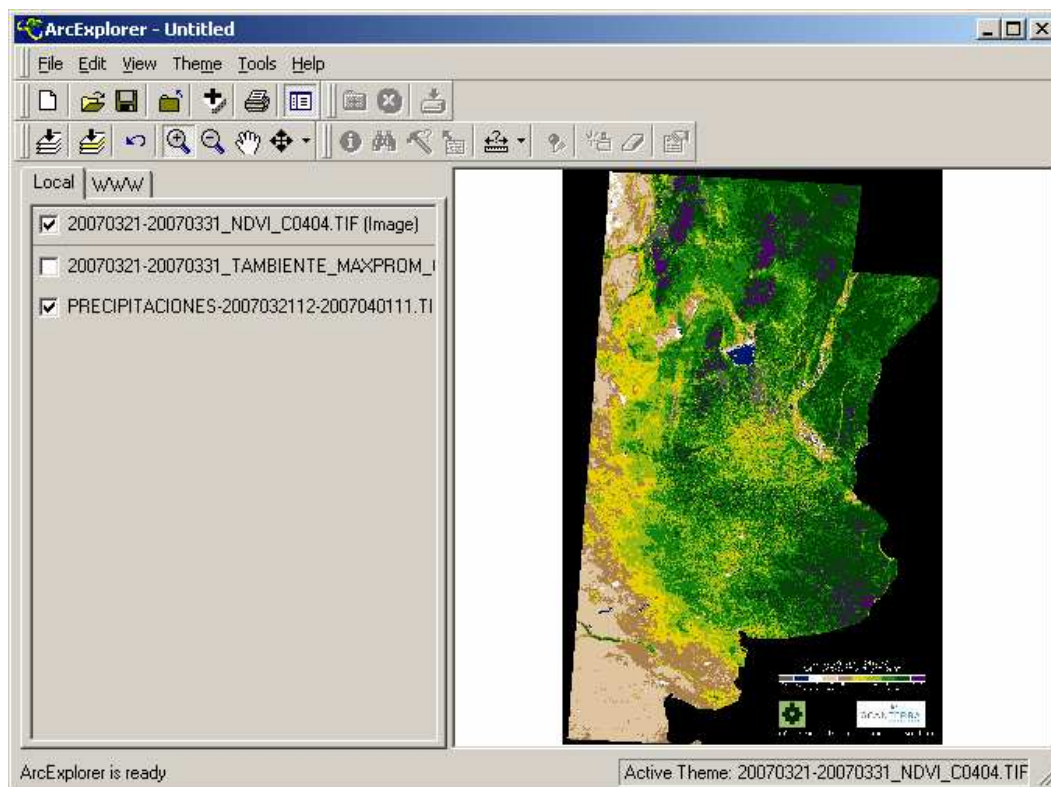 ArcExplorer - Untitled
File Edit View Theme Tools Help
Local WWW
20070321-20070331_NDVI_C0404.TIF (Image)
20070321-20070331_TAMBIENTE_MAXPROM_
PRECIPITACIONES-2007032112-2007040111.TI
SCANTERRA
ArcExplorer is ready
Active Theme: 20070321-20070331_NDVI_C0404.TIF